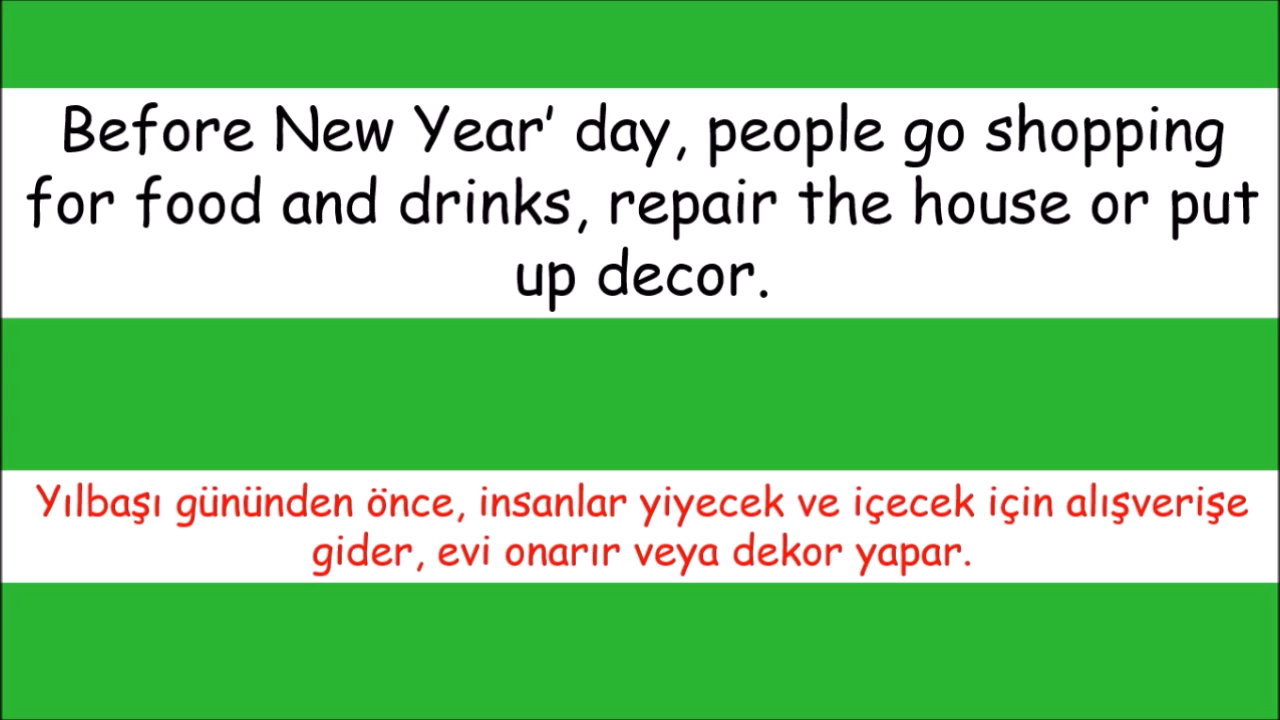 Before New Year’ day, people go shopping
for food and drinks, repair the house or put
up decor.
Yılbaşı gününden önce, insanlar yiyecek ve içecek için alışverişe
gider, evi onarır veya dekor yapar.